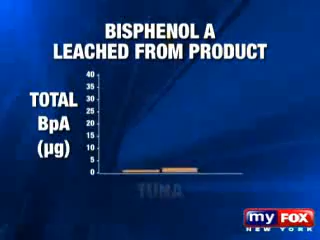 BISPHENOL A
LEACHED FROM PRODUCT
TOTAL
BpA
(µg)
40
35
30
25
20
15
10
5
0
TUNA
my FOX
NEW YORK